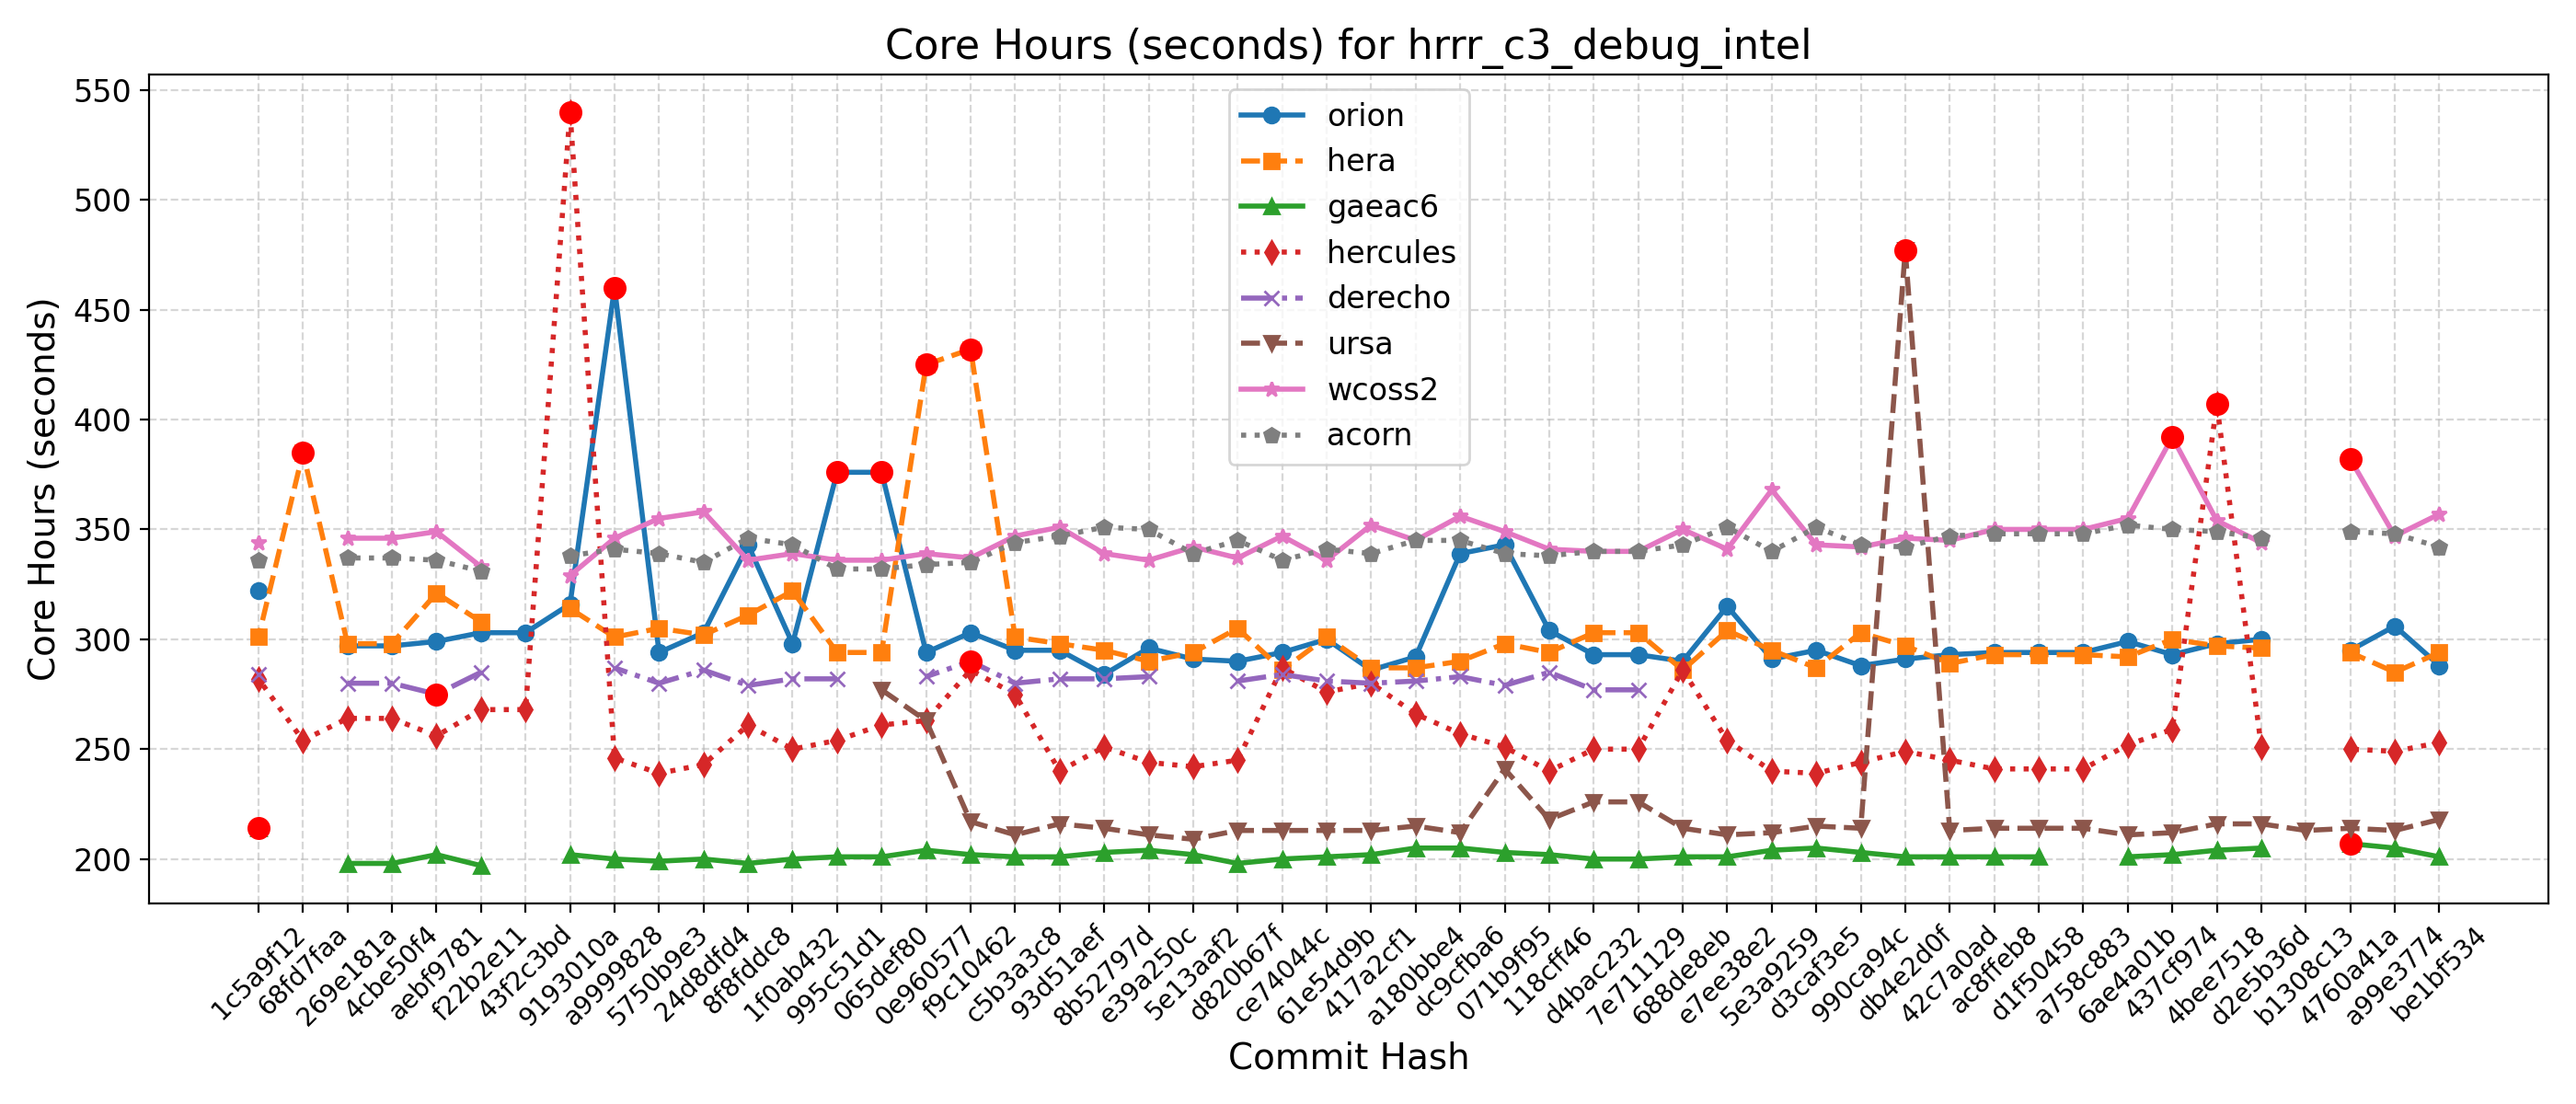 Core Hours (seconds) for hrrr_c3_debug_intel
Core Hours (seconds)
550
500
450
400
350
300
250
200
orion
hera
gaeac6
hercules
derecho
ursa
wcoss2
acorn
1c5a9f12
68fd7faa
269e181a
4cbe50f4
aebf9781
f22b2e11
43f2c3bd
9193010a
a9999828
5750b9e3
24d8dfd4
8f8fddc8
1f0ab432
995c51d1
065def80
0e960577
f9c10462
c5b3a3c8
93d51aef
8b52797d
e39a250c
5e13aaf2
d820b67f
ce74044c
61e54d9b
417a2cf1
a180bbe4
dc9cfba6
071b9f95
118cff46
d4bac232
7e711129
688de8eb
e7ee38e2
5e3a9259
d3caf3e5
990ca94c
db4e2d0f
42c7a0ad
ac8ffeb8
d1f50458
a758c883
6ae4a01b
437cf974
4bee7518
d2e5b36d
b1308c13
4760a41a
a99e3774
be1bf534
Commit Hash